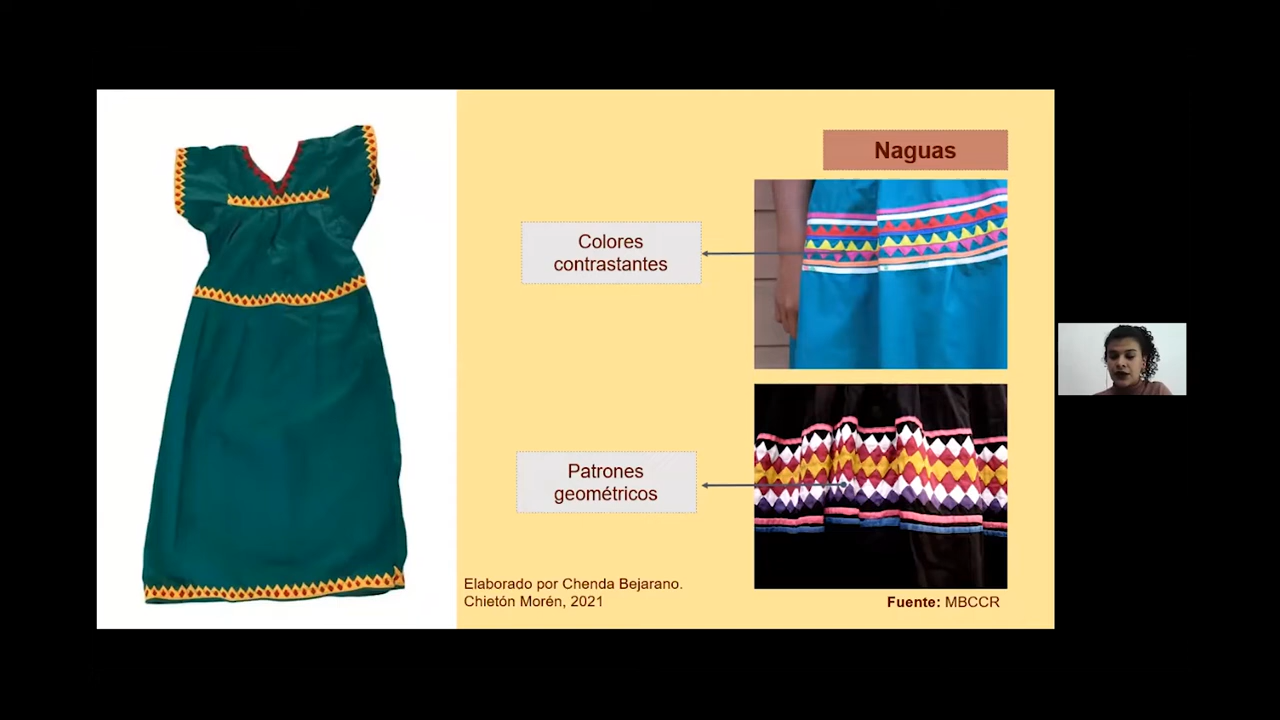 Naguas
Colores
contrastantes
Patrones
geométricos
Elaborado por Chenda Bejarano.
Chietón Morén, 2021
Fuente: MBCCR